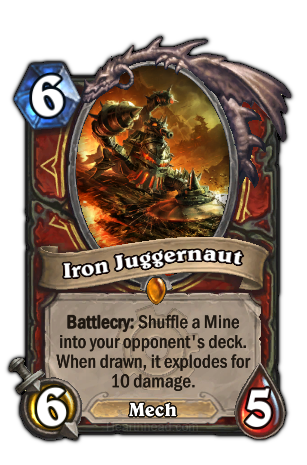 6
Iron Juggernaut
Battlecry: Shuffle a Mine
into your opponent's deck.
When drawn, it explodes for
10 damage.
6
Mech
5